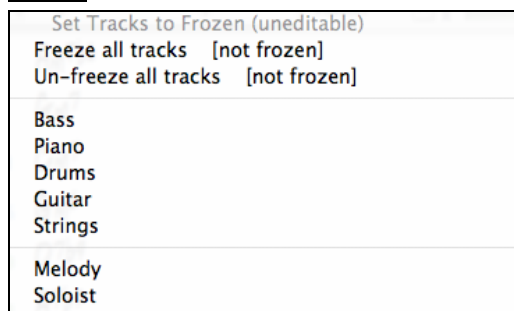 Set Tracks to Frozen (uneditable)
Freeze all tracks [not frozen]
Un-freeze all tracks [not frozen]
Bass
Piano
Drums
Guitar
Strings
Melody
Soloist